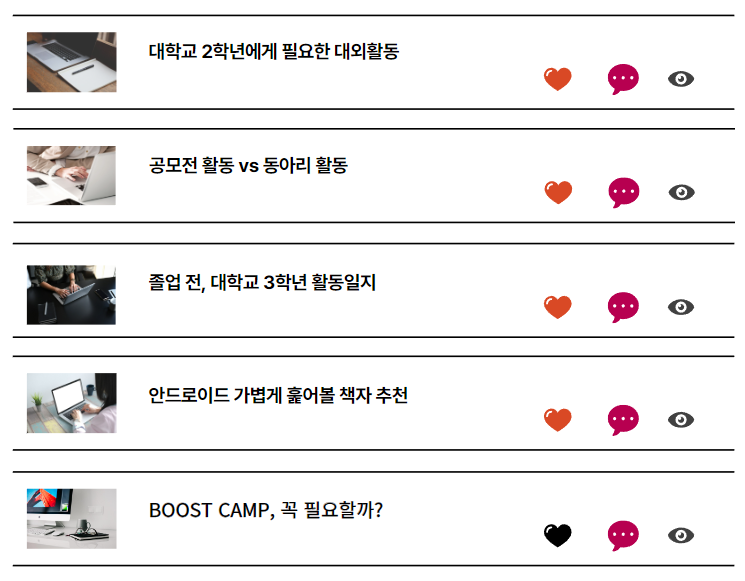 대학교 2학년에게 필요한 대외활동
공모전 활동 vs 동아리 활동
졸업 전, 대학교 3학년 활동일지
안드로이드 가볍게 훑어볼 책자 추천
BOOST CAMP, 꼭 필요할까?